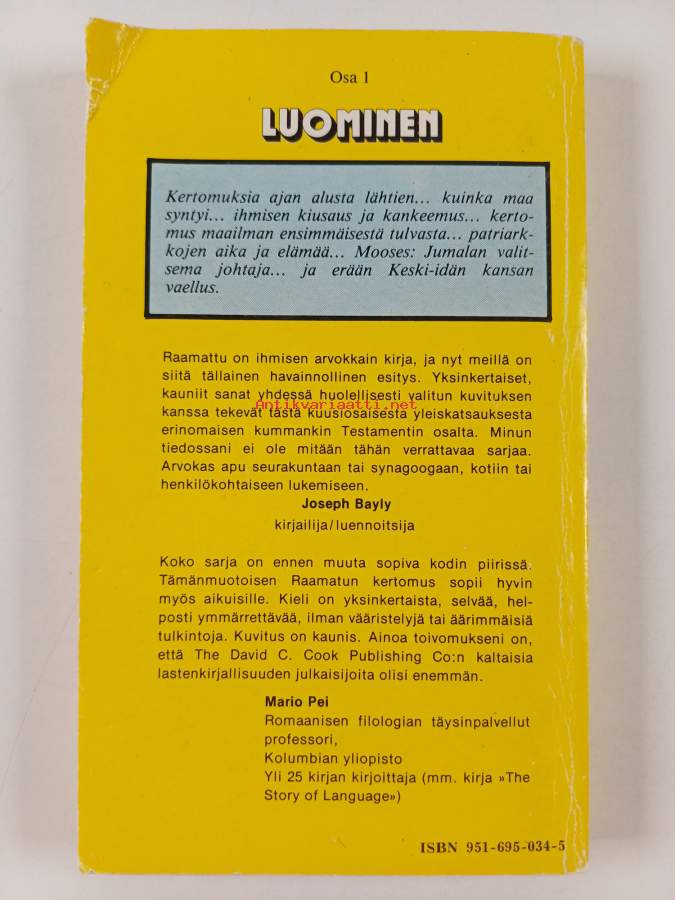 Osa 1
LUOMINEN
Kertomuksia ajan alusta lähtien... kuinka maa
syntyi... ihmisen kiusaus ja kankeemus... kerto-
mus maailman ensimmäisestä tulvasta... patriark-
kojen aika ja elämää... Mooses: Jumalan valit-
sema johtaja... ja erään Keski-idän kansan
vaellus.
Raamattu on ihmisen arvokkain kirja, ja nyt meillä on
siitä tällainen havainnollinen esitys. Yksinkertaiset,
kauniit sanat yhdessä huolellisesti valitun kuvituksen
Antikvariaatti.net
kanssa tekevät tästä kuusiosaisesta yleiskatsauksesta
erinomaisen kummankin Testamentin osalta. Minun
tiedossani ei ole mitään tähän verrattavaa sarjaa.
Arvokas apu seurakuntaan tai synagoogaan, kotiin tai
henkilökohtaiseen lukemiseen.
Joseph Bayly
kirjailija/luennoitsija
Koko sarja on ennen muuta sopiva kodin piirissä.
Tämänmuotoisen Raamatun kertomus sopii hyvin
myös aikuisille. Kieli on yksinkertaista, selvää, hel-
posti ymmärrettävää, ilman vääristelyjä tai äärimmäisiä
tulkintoja. Kuvitus on kaunis. Ainoa toivomukseni on,
että The David C. Cook Publishing Co:n kaltaisia
lastenkirjallisuuden julkaisijoita olisi enemmän.
Mario Pei
Romaanisen filologian täysinpalvellut
professori,
Kolumbian yliopisto
Yli 25 kirjan kirjoittaja (mm. kirja »The
Story of Language»)
ISBN 951-695-034-5